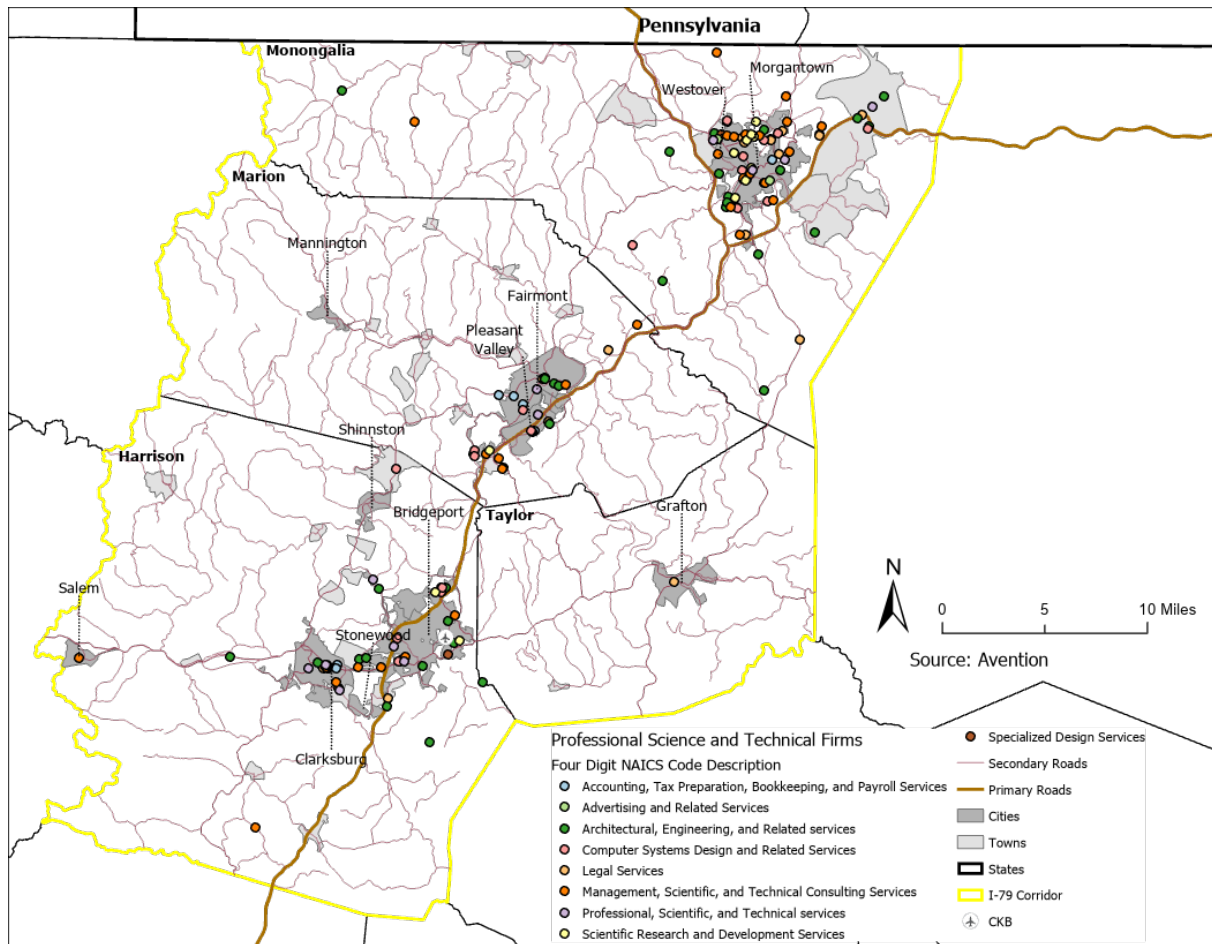 Pennsylvania
Monongalia
Morgantown
Westover
Marion
Mannington
Fairmont
Pleasant
Valley
Shinnston
Harrison
Bridgeport
Taylor
Grafton
Salem
Stonewood
Clarksburg
N
0 5 10 Miles
Source: Avention
Professional Science and Technical Firms
Four Digit NAICS Code Description
Accounting, Tax Preparation, Bookkeeping, and Payroll Services
Advertising and Related Services
Architectural, Engineering, and Related services
Computer Systems Design and Related Services
Legal Services
Management, Scientific, and Technical Consulting Services
Professional, Scientific, and Technical services
Scientific Research and Development Services
Specialized Design Services
Secondary Roads
Primary Roads
Cities
Towns
States
I-79 Corridor
CKB